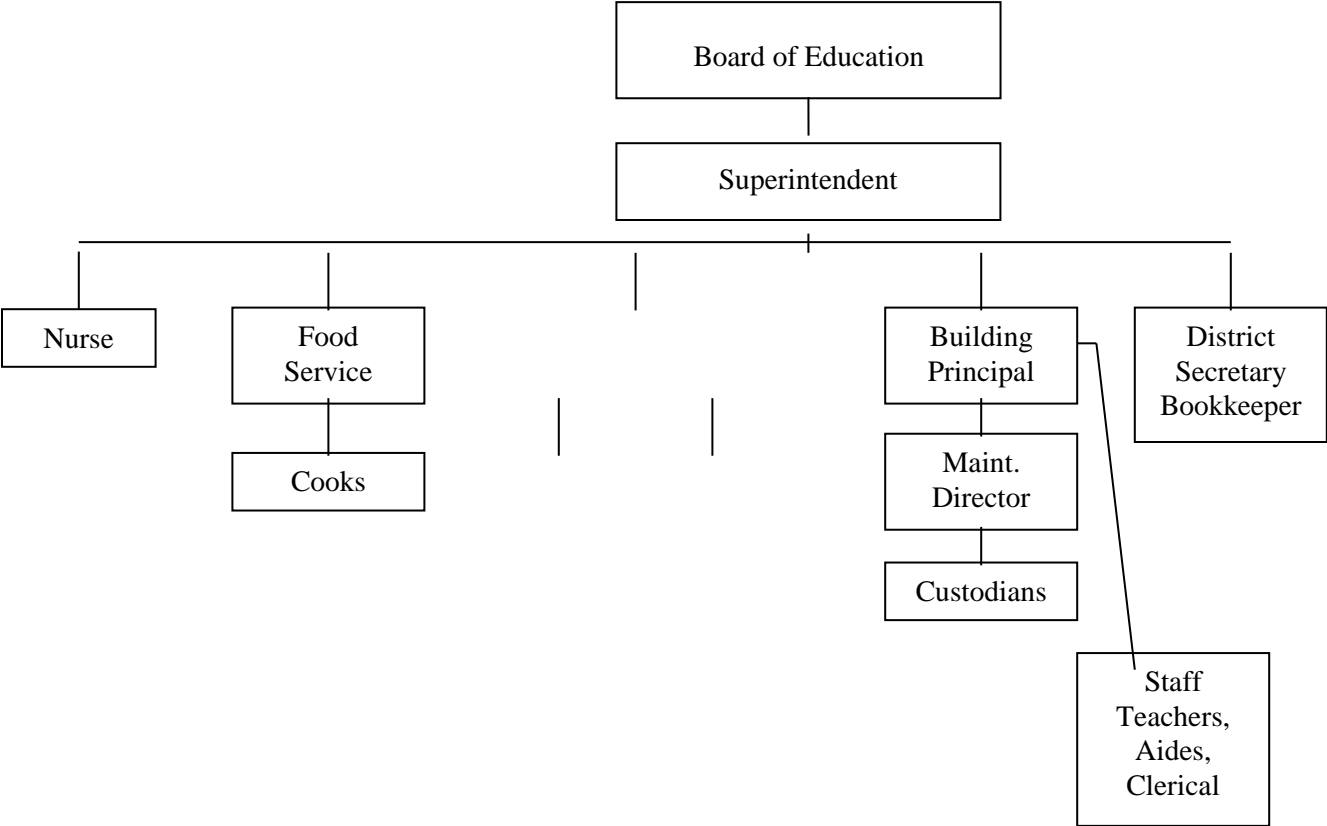 Board of Education
Superintendent
Nurse
Food
Service
Building
Principal
District
Secretary
Bookkeeper
Cooks
Maint.
Director
Custodians
Staff
Teachers,
Aides,
Clerical